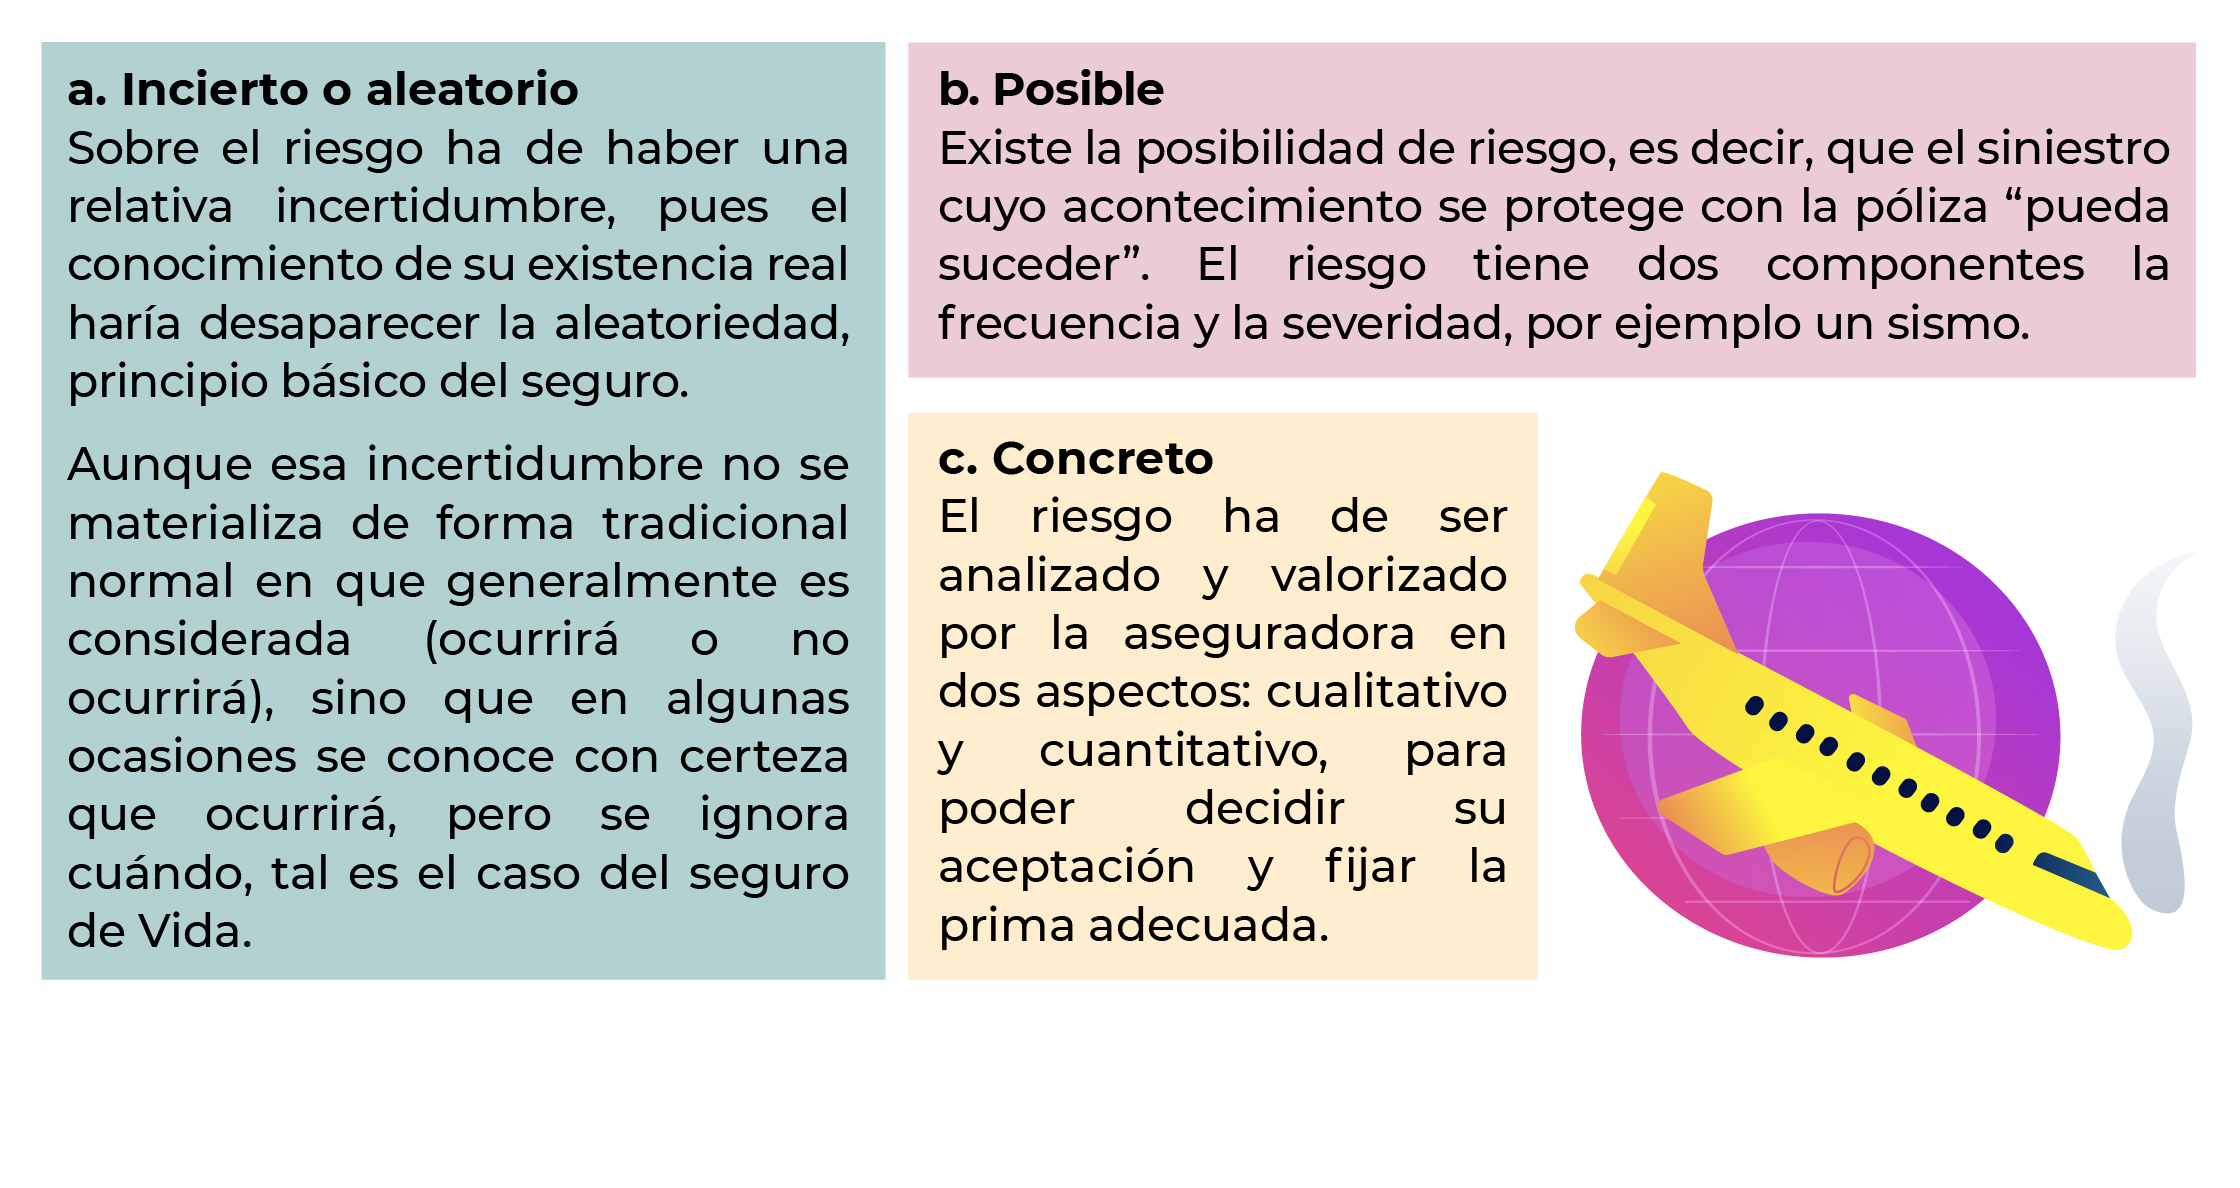 a. Incierto o aleatorio
Sobre el riesgo ha de haber una
relativa incertidumbre, pues el
conocimiento de su existencia real
haría desaparecer la aleatoriedad,
principio básico del seguro.
Aunque esa incertidumbre no se
materializa de forma tradicional
normal en que generalmente es
considerada (ocurrirá o no
ocurrirá), sino que en algunas
ocasiones se conoce con certeza
que ocurrirá, pero se ignora
cuándo, tal es el caso del seguro
de Vida.
b. Posible
Existe la posibilidad de riesgo, es decir, que el siniestro
cuyo acontecimiento se protege con la póliza “pueda
suceder”. El riesgo tiene dos componentes la
frecuencia y la severidad, por ejemplo un sismo.
c. Concreto
El riesgo ha de ser
analizado y valorizado
por la aseguradora en
dos aspectos: cualitativo
y cuantitativo, para
poder decidir su
aceptación y fijar la
prima adecuada.